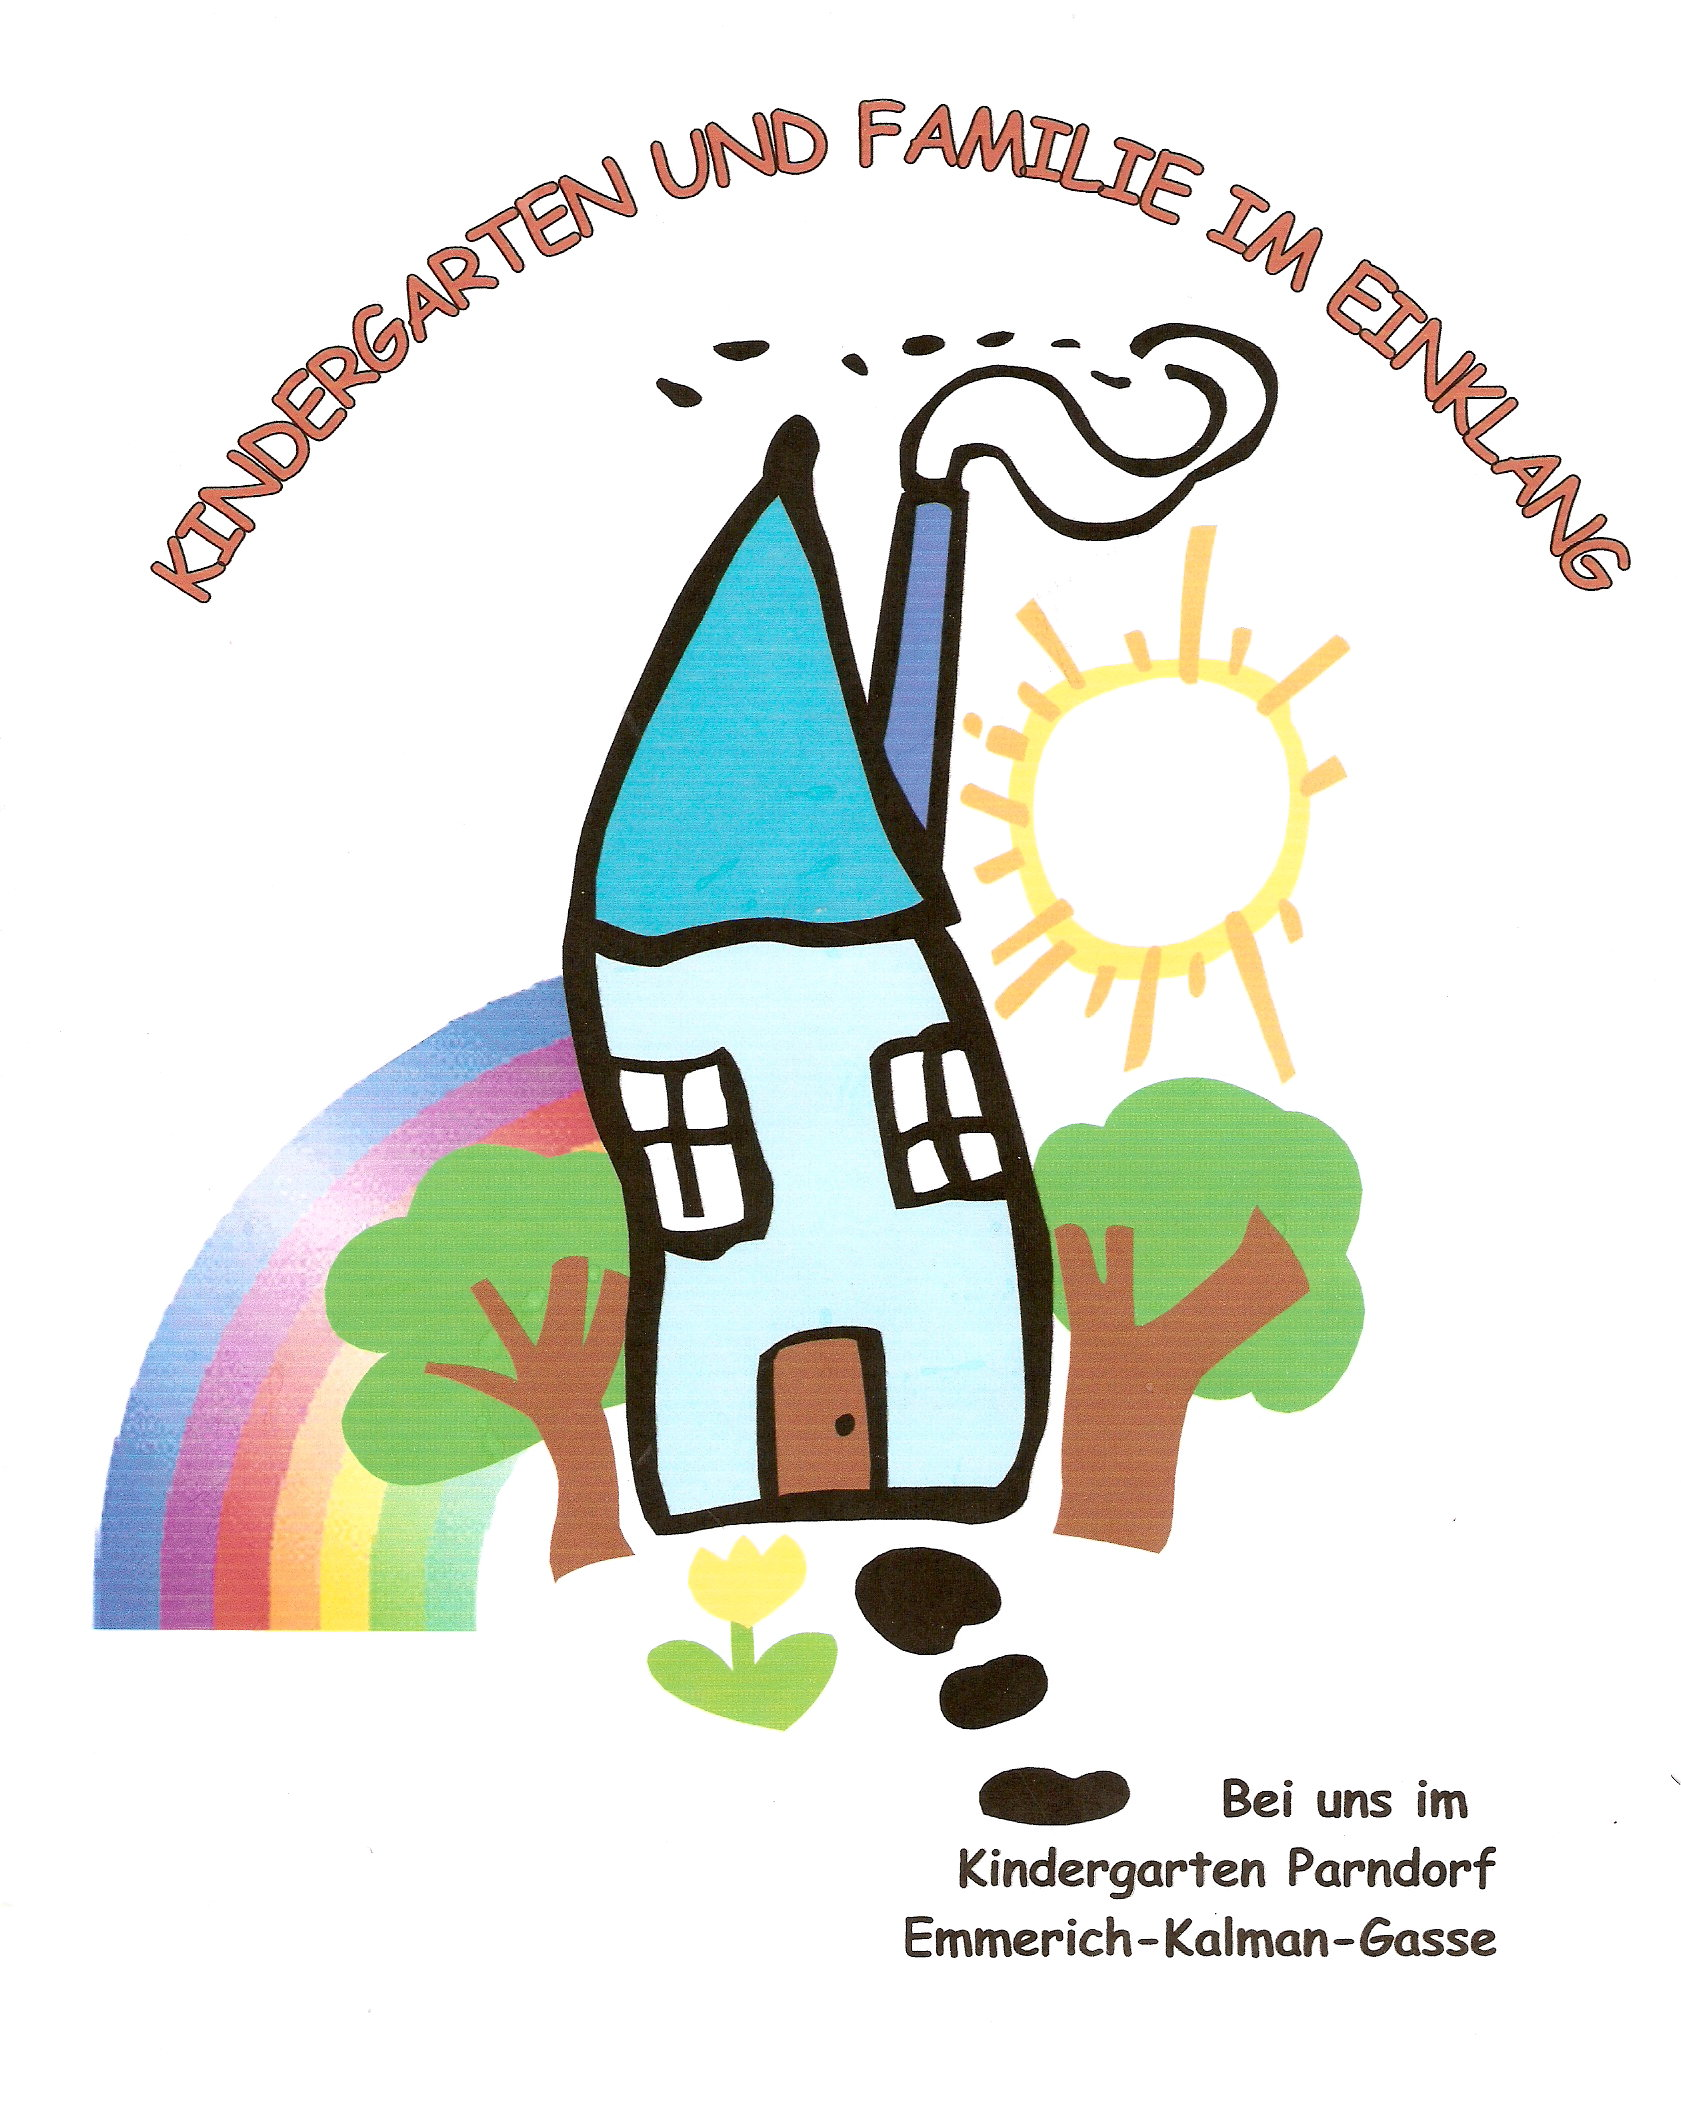 KINDERGARTEN UND FAMILIE IM EINKLANG
Bei uns im
Kindergarten Parndorf
Emmerich-Kalman-Gasse